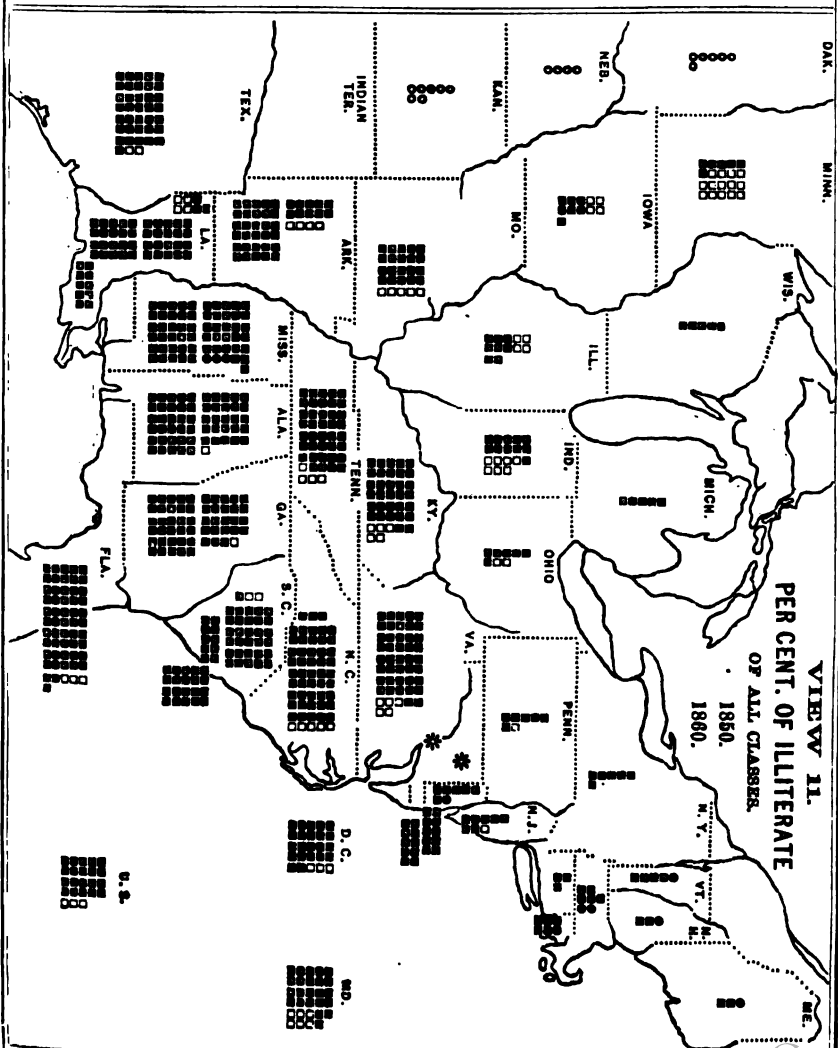 VIEW 11.
PER CENT. OF ILLITERATE
OF ALL CLASSES.
1850.
1860.
DAK.
MINN.
WIS.
MICH.
NEB.
IOWA
KAN.
MO.
ILL.
IND.
OHIO
PENN.
N.Y.
VT.
N.
H.
ME.
N.J.
INDIAN
TER.
ARK.
TENN.
KY.
VA.
N.C.
TEX.
LA.
MISS.
ALA.
GA.
S.C.
FLA.
D.C.
MD.
U.S.